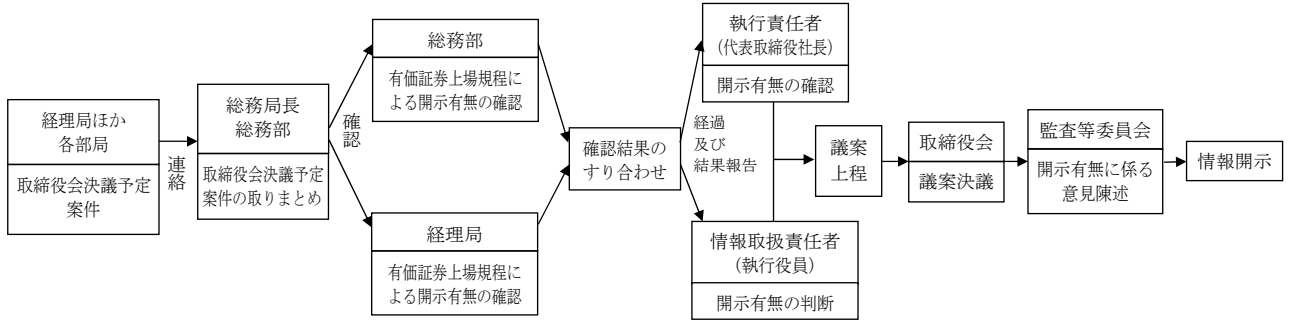 経理局ほか
各部局
取締役会決議予定
案件
連絡
総務局長
総務部
取締役会決議予定
案件の取りまとめ
確認
総務部
有価証券上場規程に
よる開示有無の確認
経理局
有価証券上場規程に
よる開示有無の確認
確認結果の
すり合わせ
経過
及び
結果報告
執行責任者
(代表取締役社長)
開示有無の確認
情報取扱責任者
(執行役員)
開示有無の判断
議案
上程
取締役会
議案決議
監査等委員会
開示有無に係る
意見陳述
情報開示